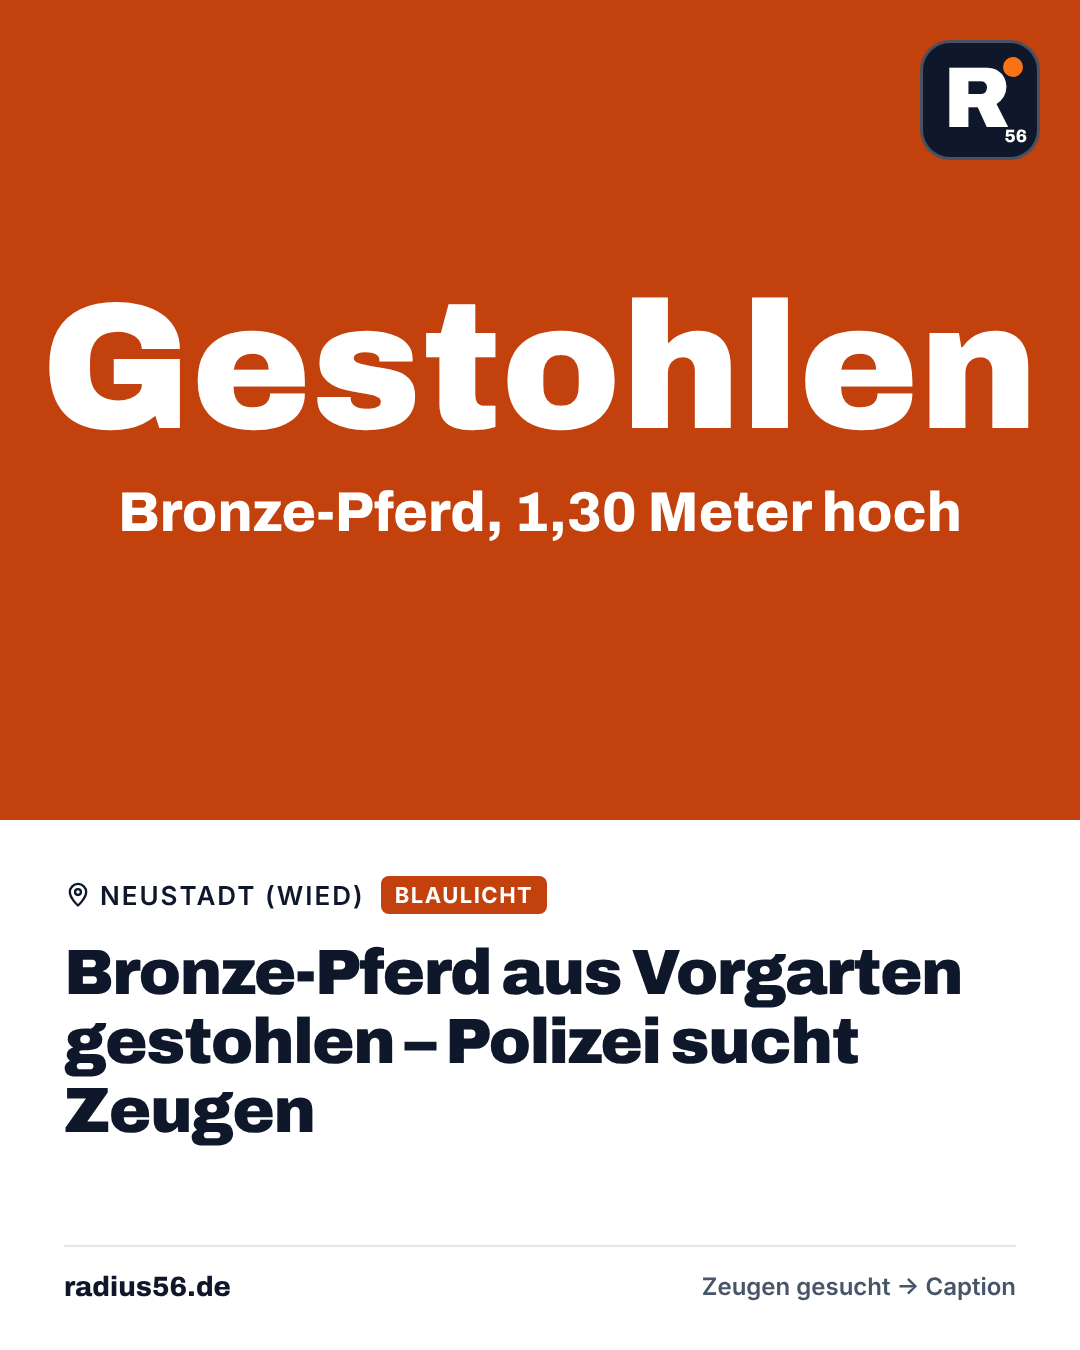 R
56
Gestohlen
Bronze-Pferd, 1,30 Meter hoch
NEUSTADT (WIED) BLAULICHT
Bronze-Pferd aus Vorgarten
gestohlen – Polizei sucht
Zeugen
radius56.de Zeugen gesucht → Caption